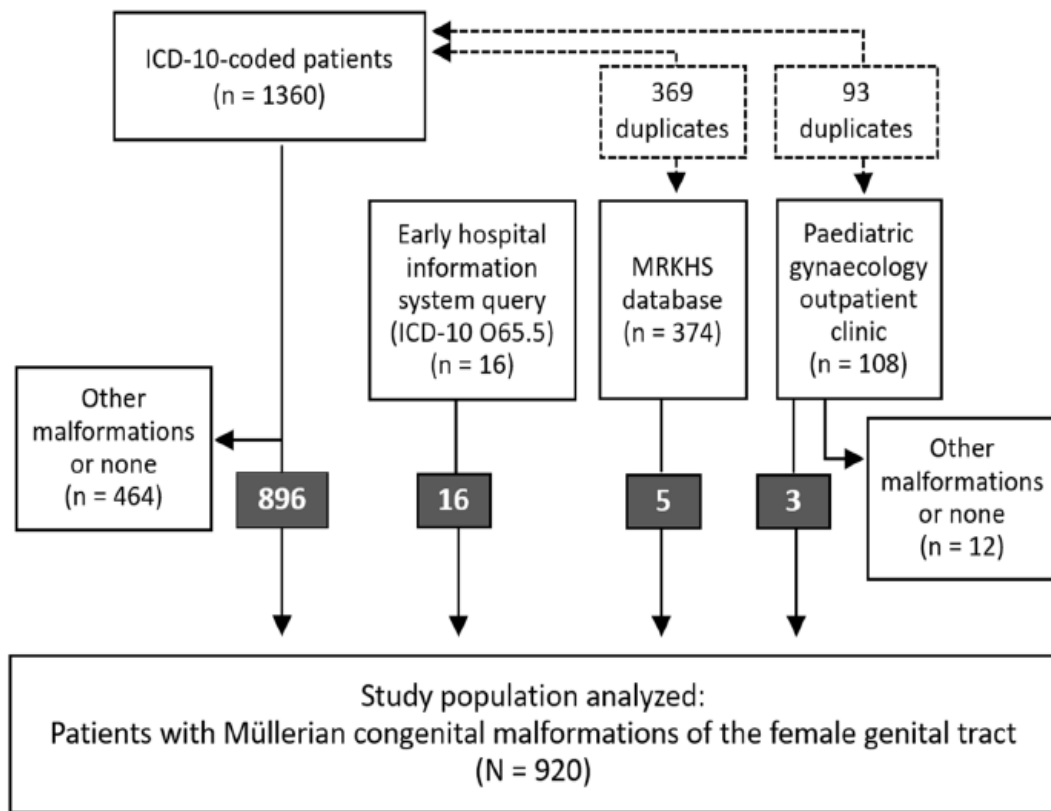 ICD-10-coded patients
(n = 1360)
369
duplicates
93
duplicates
Early hospital
information
system query
(ICD-10 O65.5)
(n = 16)
MRKHS
database
(n = 374)
Paediatric
gynaecology
outpatient
clinic
(n = 108)
Other
malformations
or none
(n = 464)
Other
malformations
or none
(n = 12)
896
16
5
3
Study population analyzed:
Patients with Müllerian congenital malformations of the female genital tract
(N = 920)